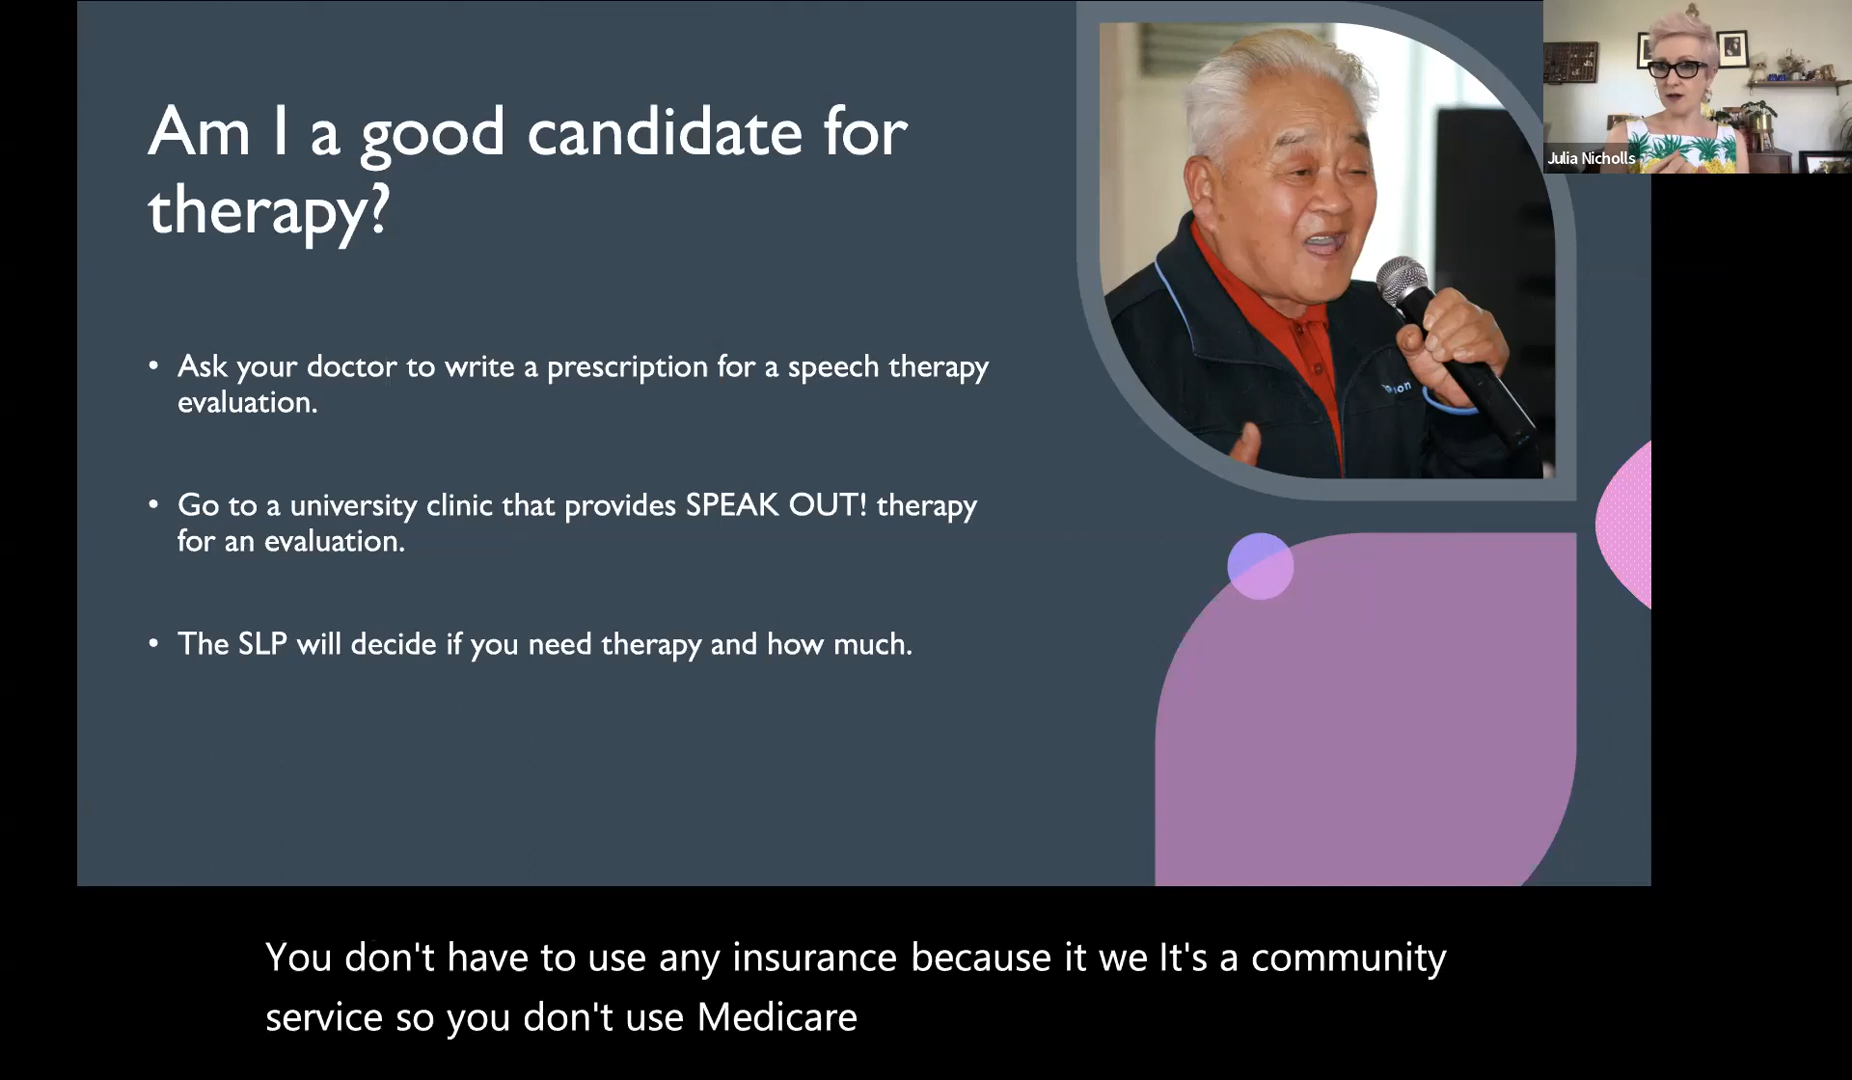 Am I a good candidate for
therapy?
• Ask your doctor to write a prescription for a speech therapy
evaluation.
• Go to a university clinic that provides SPEAK OUT! therapy
for an evaluation.
• The SLP will decide if you need therapy and how much.
Julia Nicholls
You don't have to use any insurance because it we It's a community
service so you don't use Medicare